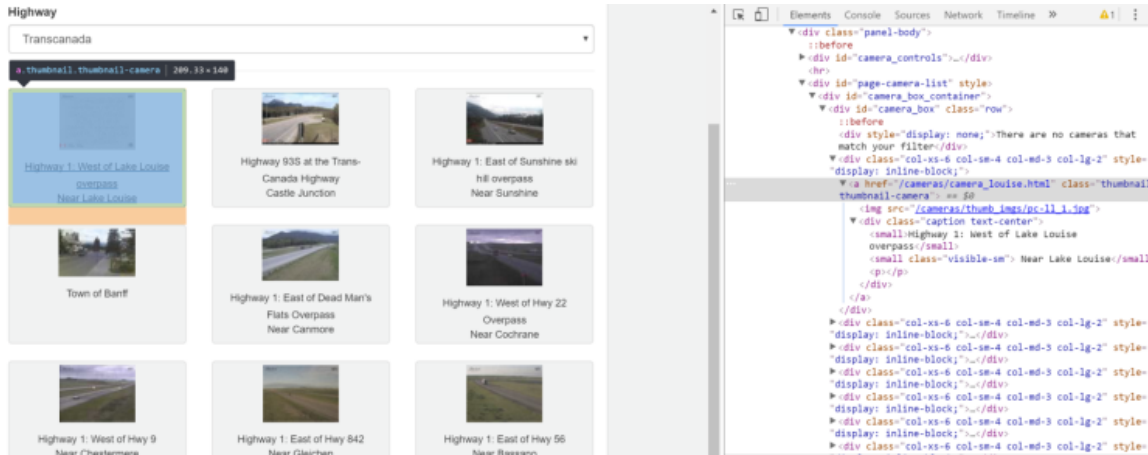 Highway
Transcanada
a.thumbnail.thumbnail-camera | 209.33 × 140
Highway 1: West of Lake Louise
overpass
Near Lake Louise
Highway 93S at the Trans-
Canada Highway
Castle Junction
Highway 1: East of Sunshine ski
hill overpass
Near Sunshine
Town of Banff
Highway 1: East of Dead Man's
Flats Overpass
Near Canmore
Highway 1: West of Hwy 22
Overpass
Near Cochrane
Highway 1: West of Hwy 9
Near Chestermere
Highway 1: East of Hwy 842
Near Gleichen
Highway 1: East of Hwy 56
Near Bassano
Elements Console Sources Network Timeline » 1
<div class="panel-body">
::before
<div id="camera_controls">…</div>
<hr>
<div id="page-camera-list" style>
<div id="camera_box_container">
<div id="camera_box" class="row">
::before
<div style="display: none;">There are no cameras that
match your filter</div>
<div class="col-xs-6 col-sm-4 col-md-3 col-lg-2" style=
"display: inline-block;">
<a href="/cameras/camera_louise.html" class="thumbnail
thumbnail-camera"> == $0
<img src="/cameras/thumb_imgs/pc-ll_1.jpg">
<div class="caption text-center">
<small>Highway 1: West of Lake Louise
overpass</small>
<small class="visible-sm"> Near Lake Louise</small
<p></p>
</div>
</a>
</div>
<div class="col-xs-6 col-sm-4 col-md-3 col-lg-2" style=
"display: inline-block;">…</div>
<div class="col-xs-6 col-sm-4 col-md-3 col-lg-2" style=
"display: inline-block;">…</div>
<div class="col-xs-6 col-sm-4 col-md-3 col-lg-2" style=
"display: inline-block;">…</div>
<div class="col-xs-6 col-sm-4 col-md-3 col-lg-2" style=
"display: inline-block;">…</div>
<div class="col-xs-6 col-sm-4 col-md-3 col-lg-2" style=
"display: inline-block;">…</div>
<div class="col-xs-6 col-sm-4 col-md-3 col-lg-2" style=